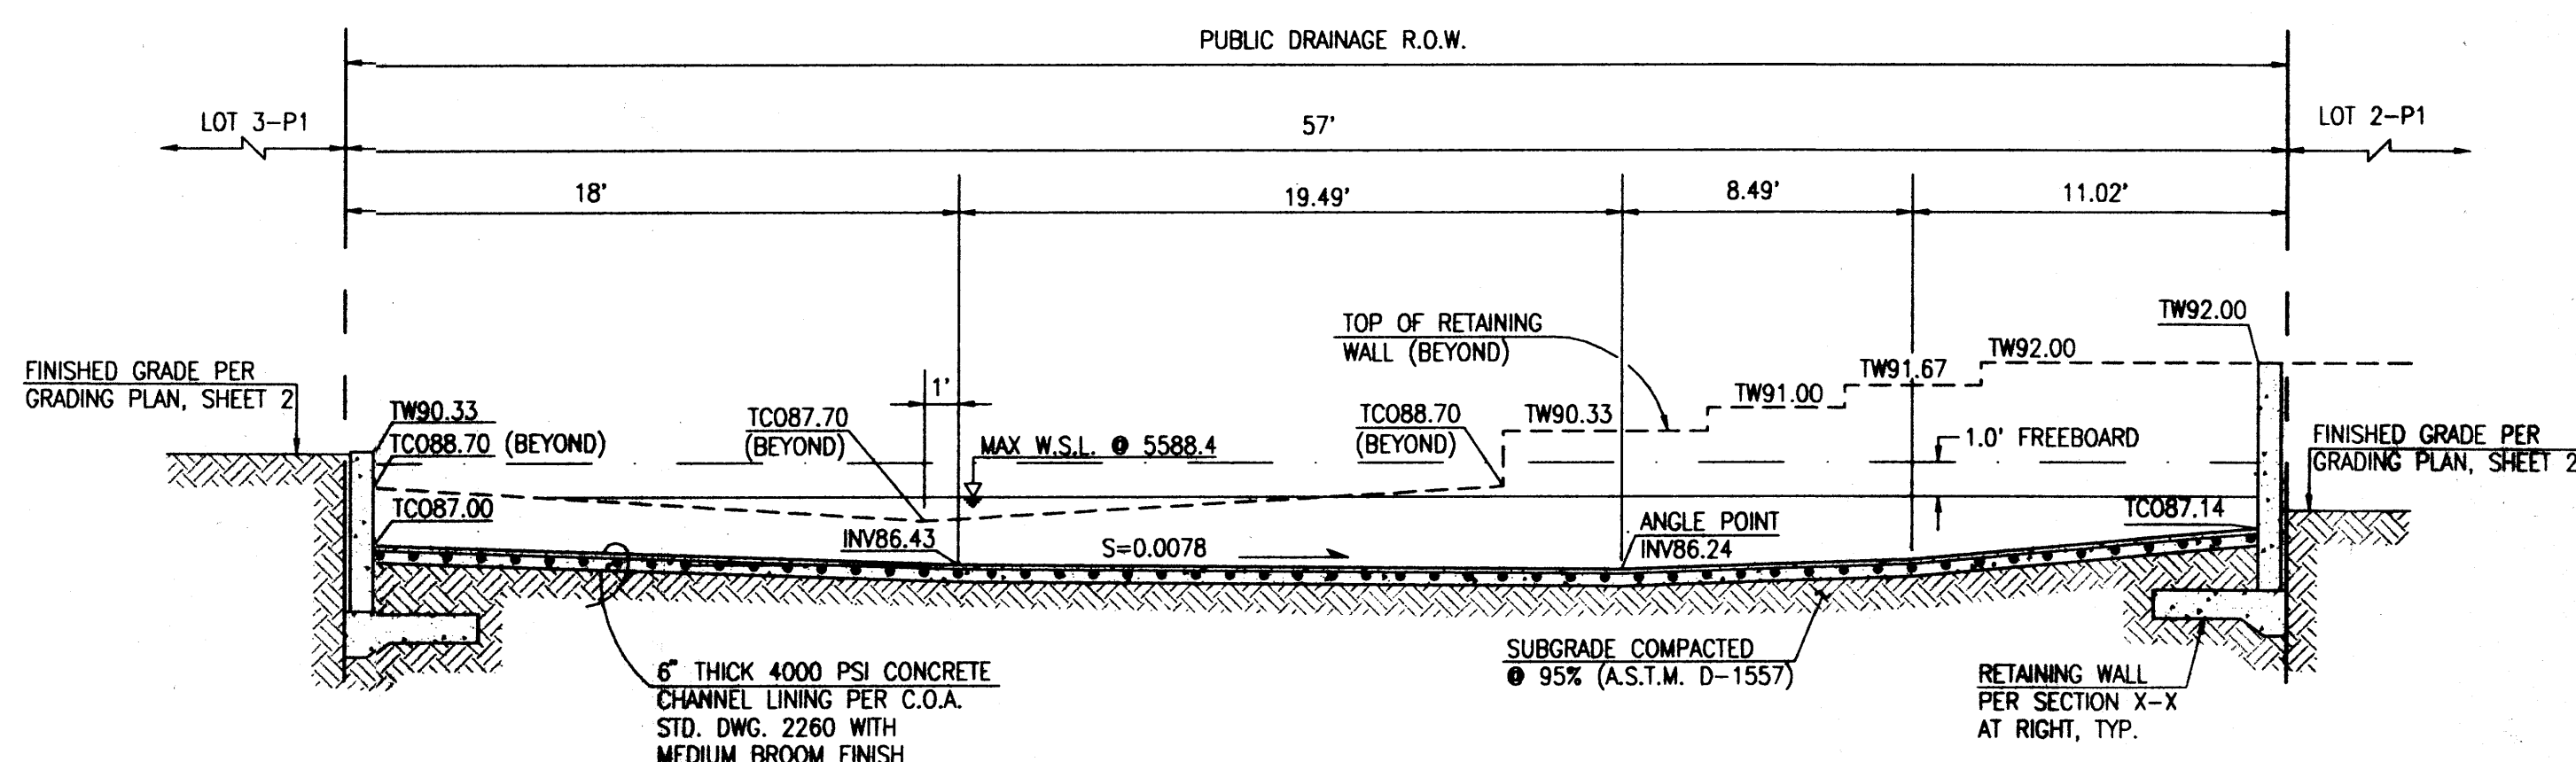 PUBLIC DRAINAGE R.O.W.
LOT 3-P1
57'
LOT 2-P1
18'
19.49'
8.49'
11.02'
TW92.00
TOP OF RETAINING
WALL (BEYOND)
TW92.00
FINISHED GRADE PER
GRADING PLAN, SHEET 2
1'
TW91.67
TW91.00
TW90.33
TCO88.70 (BEYOND)
TCO87.70
(BEYOND)
MAX W.S.L. @ 5588.4
TCO88.70
(BEYOND)
TW90.33
1.0' FREEBOARD
FINISHED GRADE PER
GRADING PLAN, SHEET 2
TCO87.00
INV86.43
S=0.0078
ANGLE POINT
INV86.24
TCO87.14
6" THICK 4000 PSI CONCRETE
CHANNEL LINING PER C.O.A.
STD. DWG. 2260 WITH
MEDIUM BROOM FINISH
SUBGRADE COMPACTED
@ 95% (A.S.T.M. D-1557)
RETAINING WALL
PER SECTION X-X
AT RIGHT, TYP.